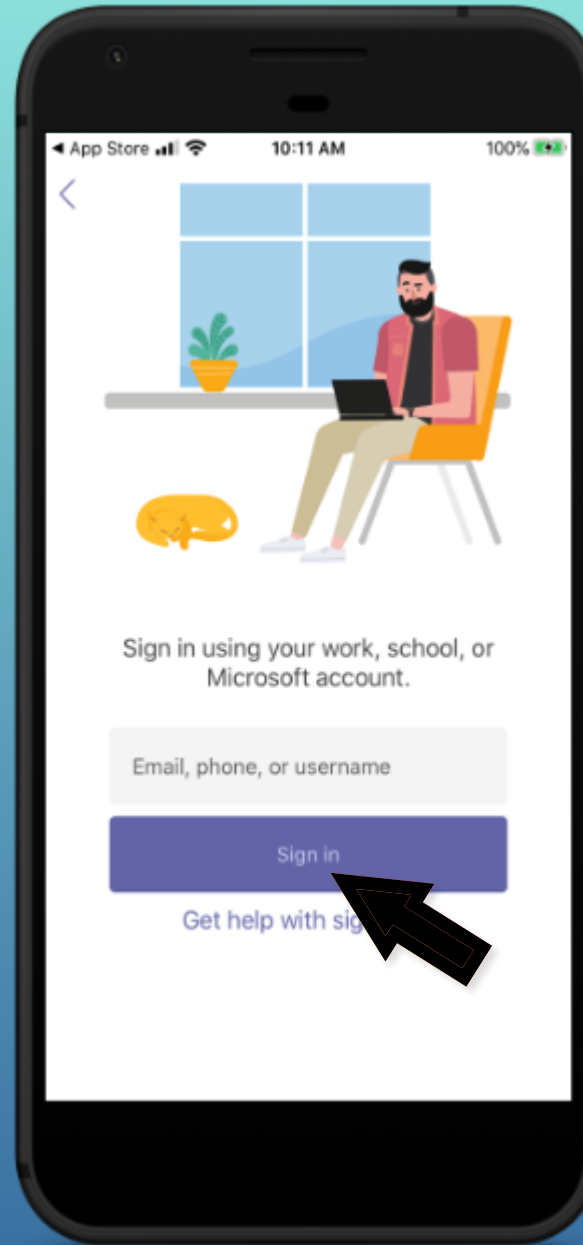 App Store 10:11 AM 100%
Sign in using your work, school, or
Microsoft account.
Email, phone, or username
Sign in
Get help with